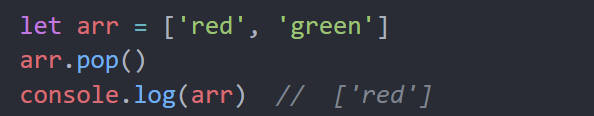 let arr = ['red', 'green']
arr.pop()
console.log(arr)  //  ['red']